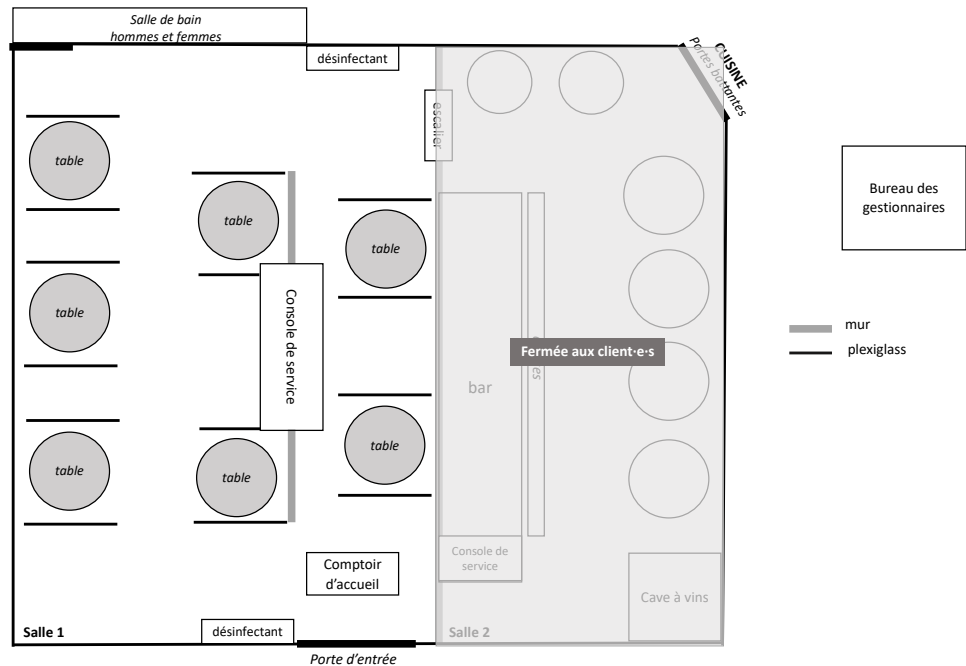 Salle de bain
hommes et femmes
désinfectant
CUISINE
Portes battantes
escalier
table
table
table
Bureau des
gestionnaires
table
Console de service
mur
plexiglass
Fermée aux client·e·s
bar
table
table
table
Console de
service
Comptoir
d'accueil
Cave à vins
Salle 1
désinfectant
Salle 2
Porte d'entrée